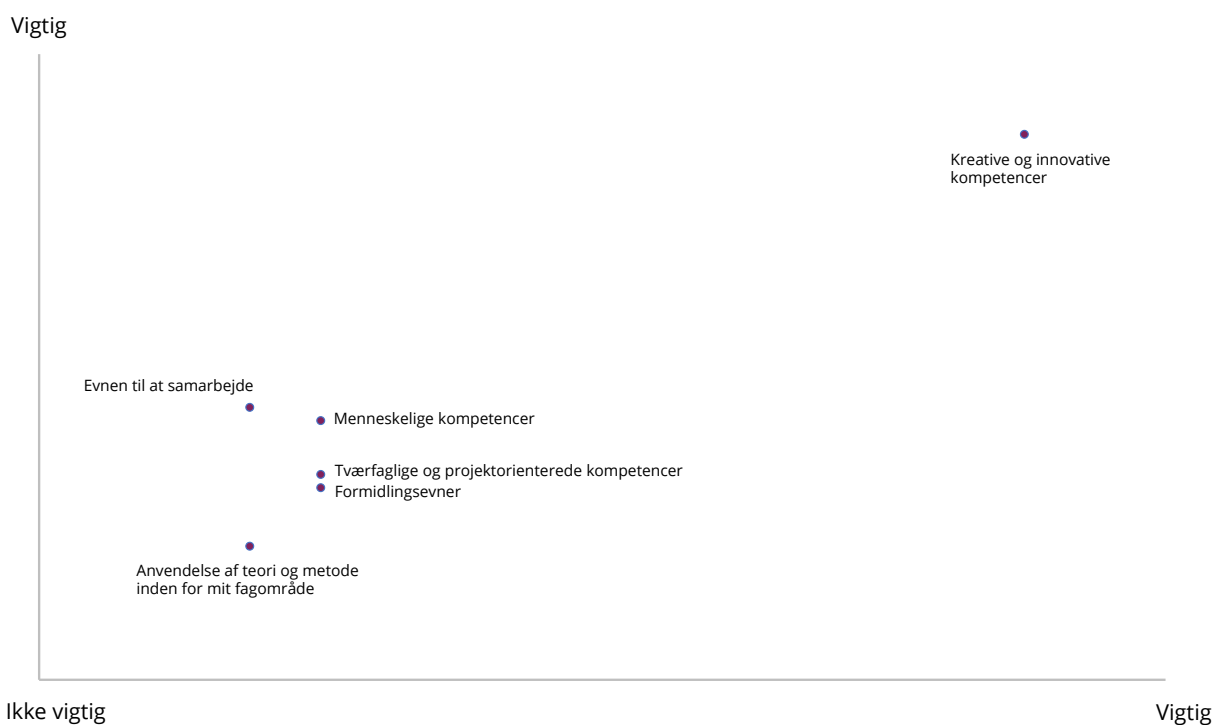 Vigtig
Kreative og innovative
kompetencer
Evnen til at samarbejde
Menneskelige kompetencer
Tværfaglige og projektorienterede kompetencer
Formidlingsevner
Anvendelse af teori og metode
inden for mit fagområde
Ikke vigtig
Vigtig